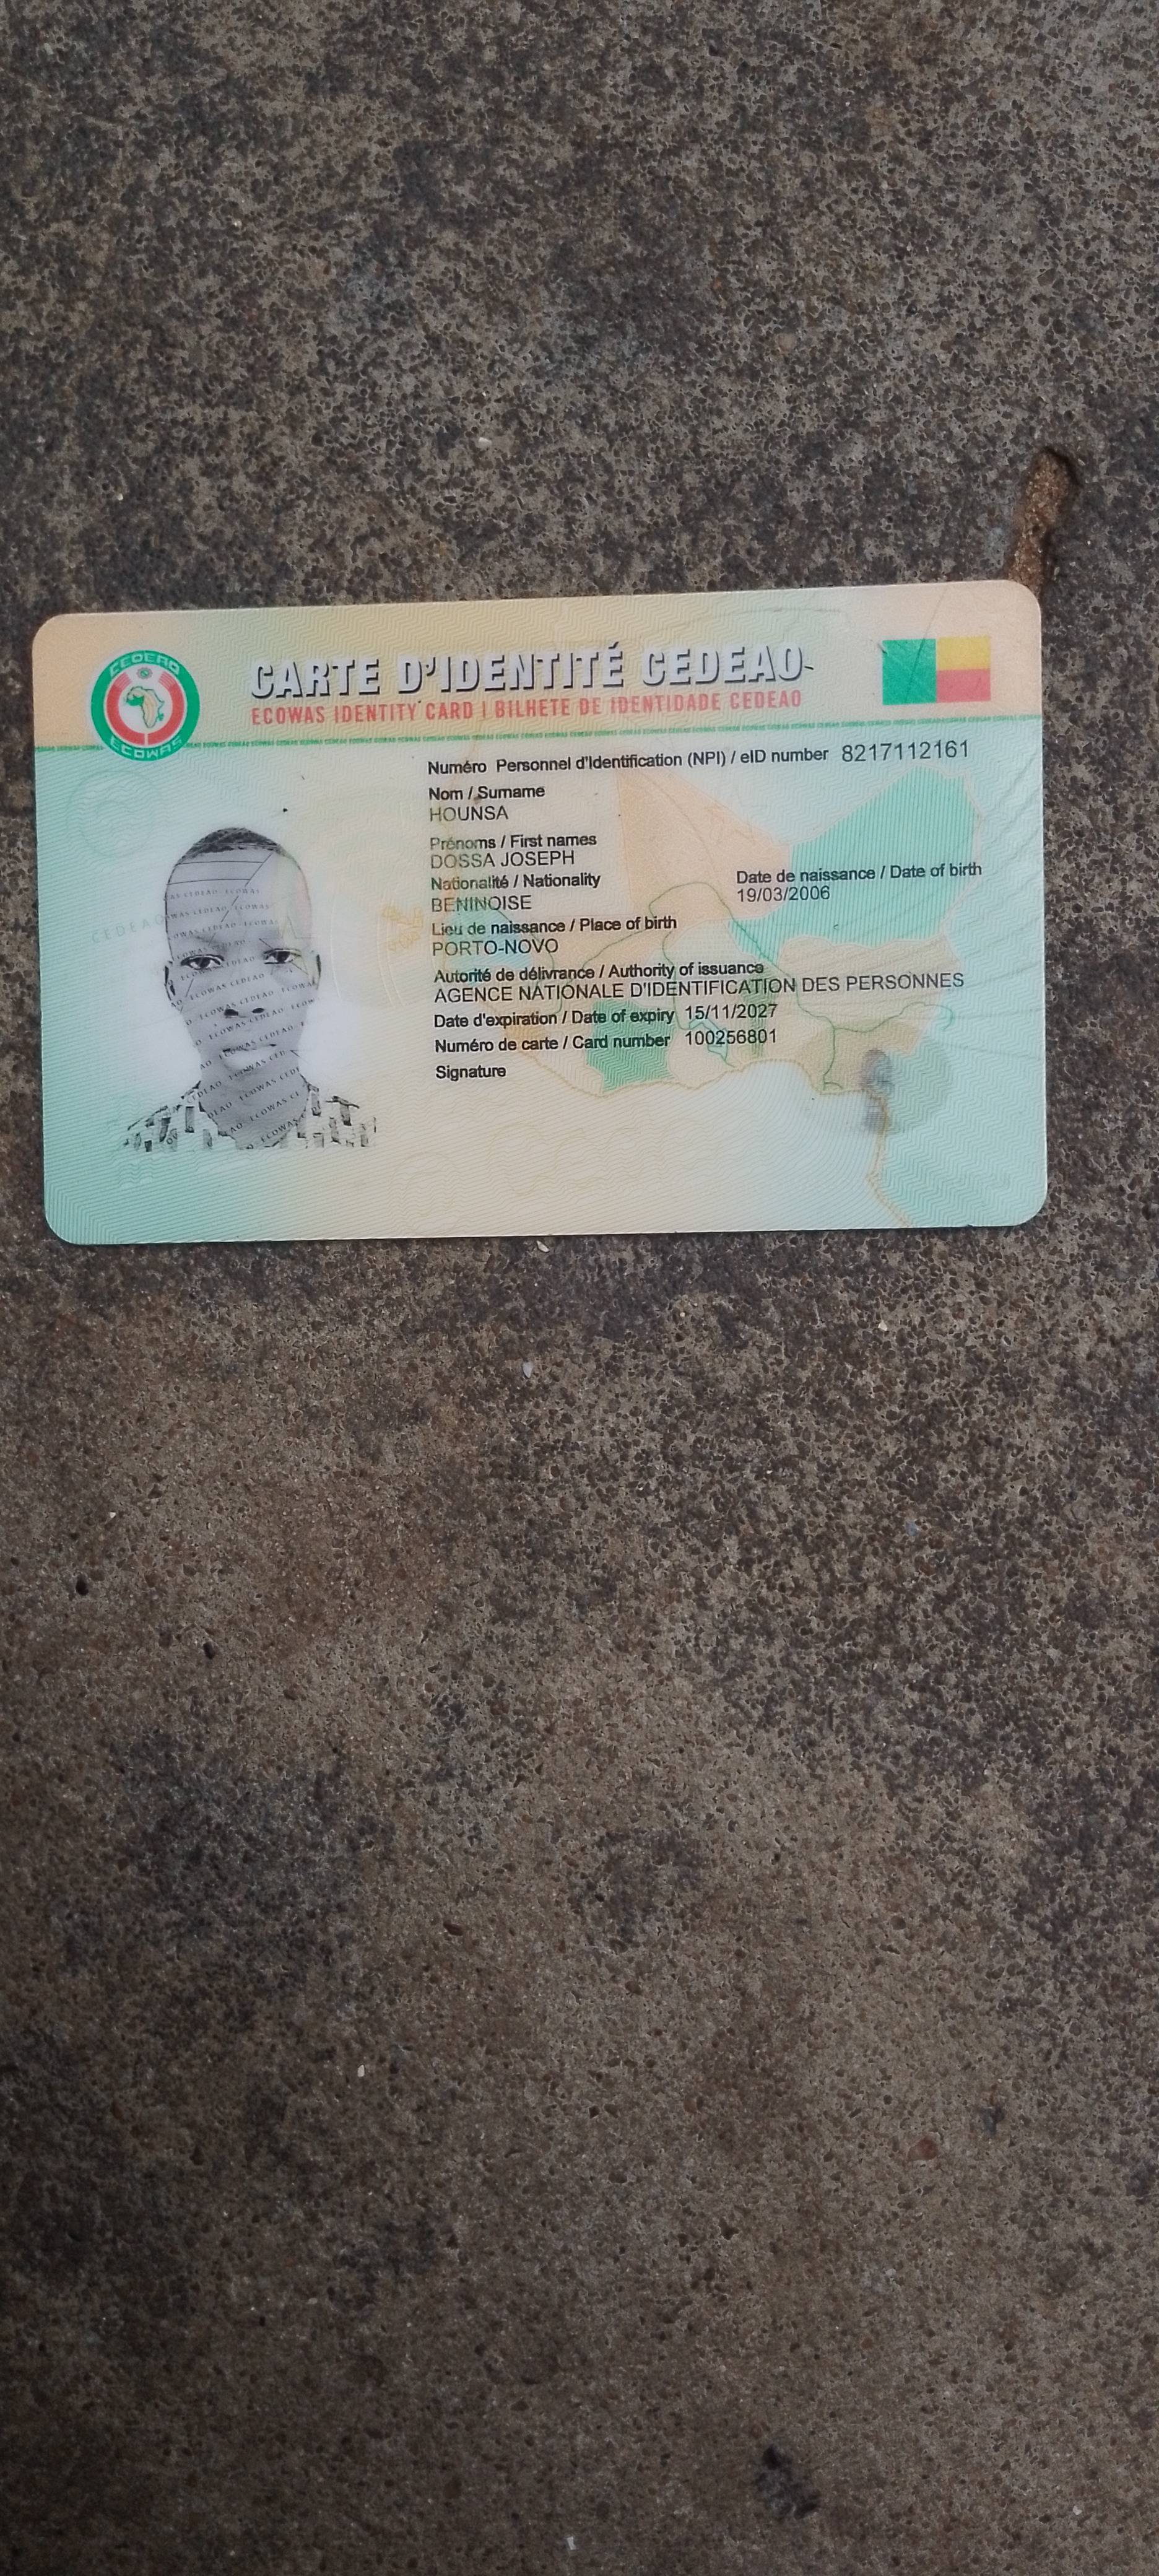 CEDEAO
ECOWAS
CARTE D'IDENTITÉ CEDEAO
ECOWAS IDENTITY CARD | BILHETE DE IDENTIDADE CEDEAO
Numéro Personnel d'Identification (NPI) / eID number 8217112161
Nom / Surname
HOUNSA
Prénoms / First names
DOSSA JOSEPH
Nationalité / Nationality
BENINOISE
Date de naissance / Date of birth
19/03/2006
Lieu de naissance / Place of birth
PORTO-NOVO
Autorité de délivrance / Authority of issuance
AGENCE NATIONALE D'IDENTIFICATION DES PERSONNES
Date d'expiration / Date of expiry 15/11/2027
Numéro de carte / Card number 100256801
Signature